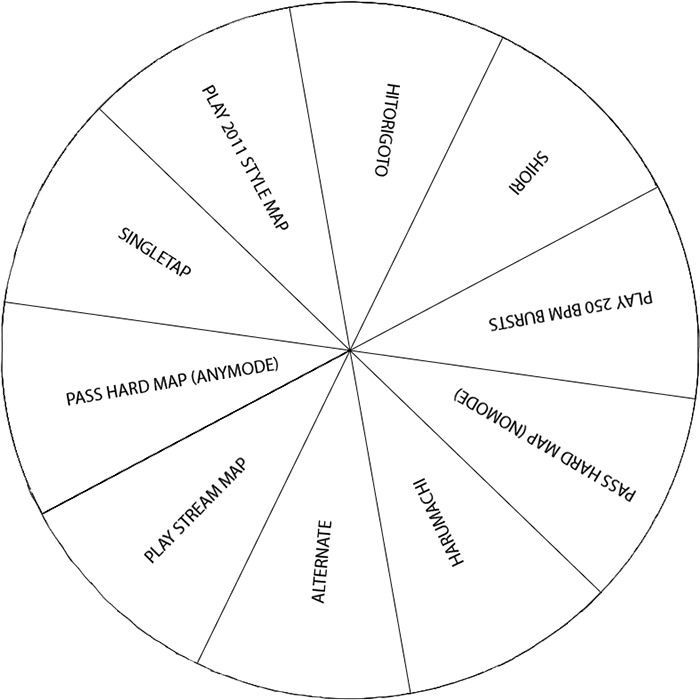 HITORIGOTO
SHIORI
PLAY 250 BPM BURSTS
PASS HARD MAP (NOMODE)
HARUMACHI
ALTERNATE
PLAY STREAM MAP
PASS HARD MAP (ANYMODE)
SINGLETAP
PLAY 2011 STYLE MAP